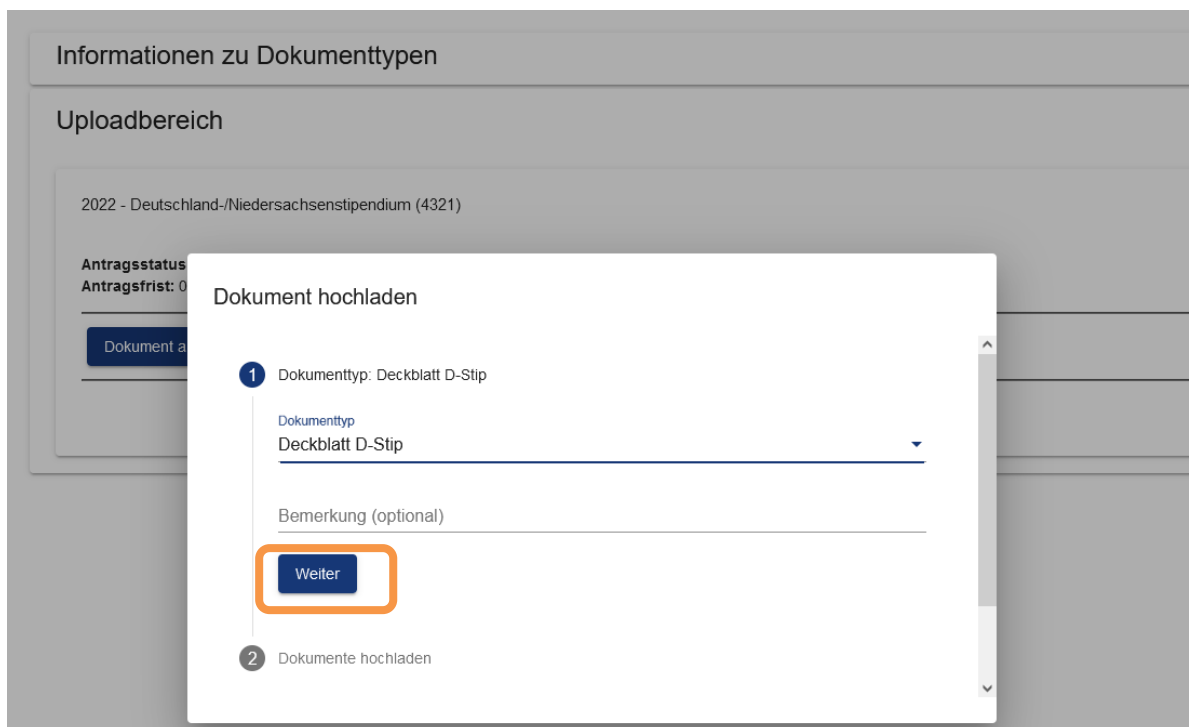 Informationen zu Dokumenttypen
Uploadbereich
2022 - Deutschland-/Niedersachsenstipendium (4321)
Antragsstatus
Antragsfrist: 0
Dokument a
Dokument hochladen
1 Dokumenttyp: Deckblatt D-Stip
Dokumenttyp
Deckblatt D-Stip
Bemerkung (optional)
Weiter
2 Dokumente hochladen